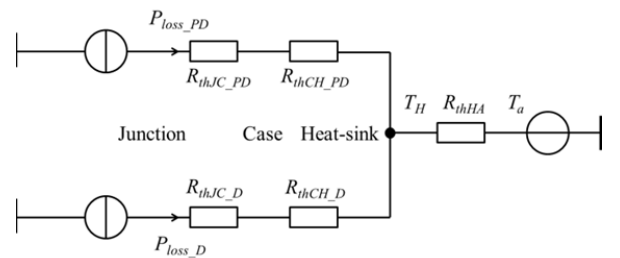 P_loss_PD
R_thJC_PD R_thCH_PD
T_H R_thHA T_a
Junction Case Heat-sink
R_thJC_D R_thCH_D
P_loss_D